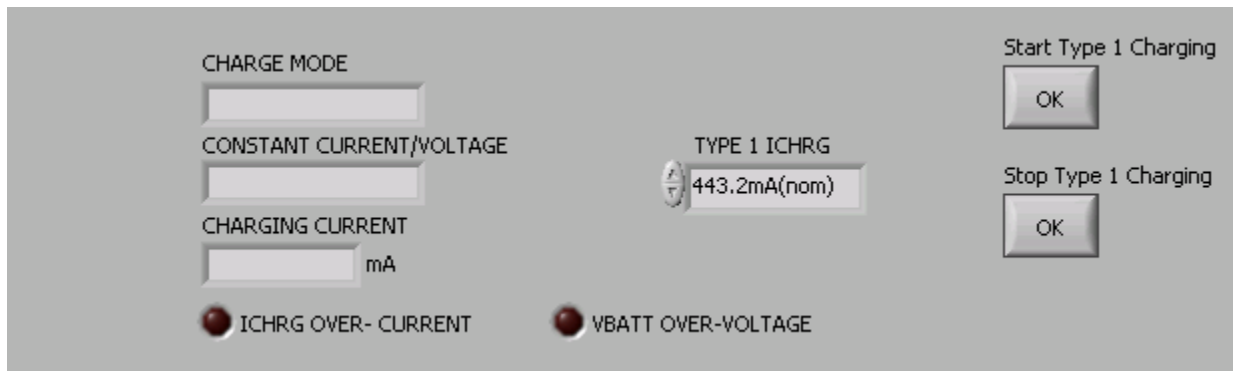 CHARGE MODE
CONSTANT CURRENT/VOLTAGE
CHARGING CURRENT
mA
ICHRG OVER- CURRENT
VBATT OVER-VOLTAGE
TYPE 1 ICHRG
443.2mA(nom)
Start Type 1 Charging
OK
Stop Type 1 Charging
OK